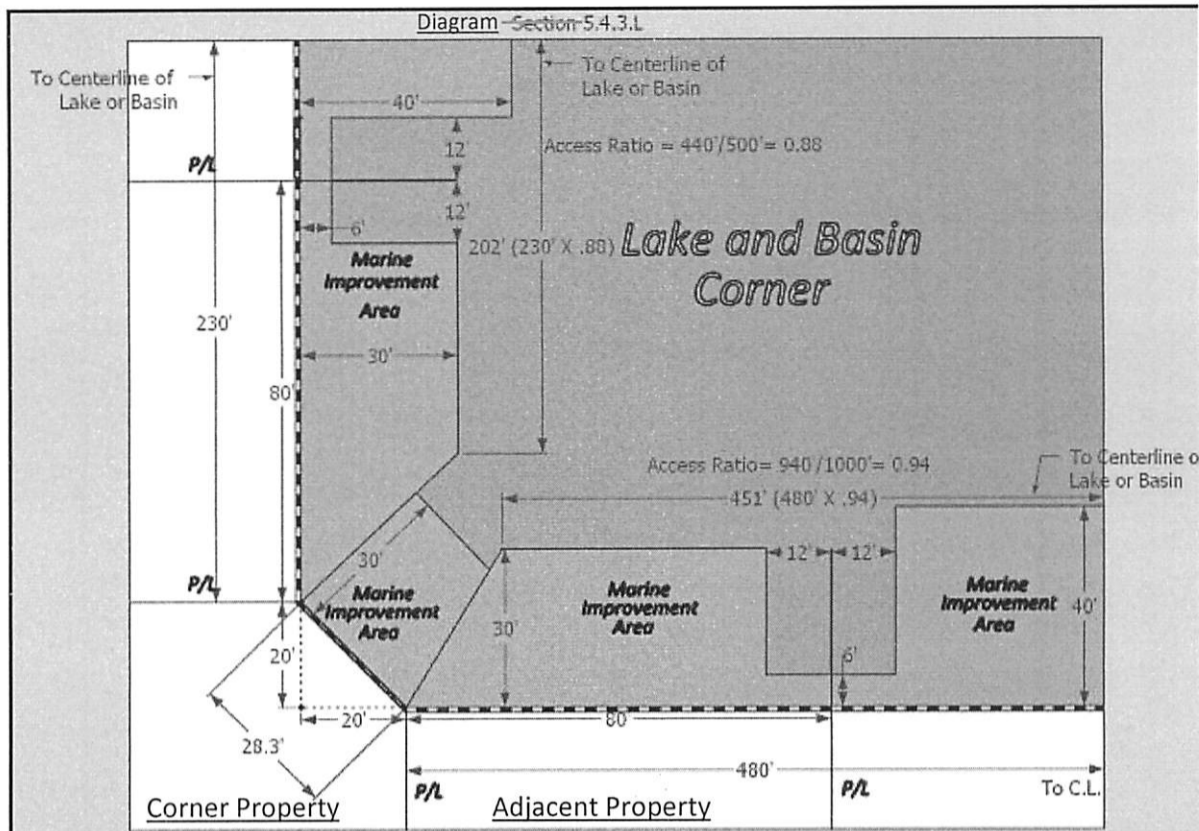 Diagram Section 5.4.3.L
To Centerline of
Lake or Basin
To Centerline of
Lake or Basin
40'
Access Ratio = 440'/500'= 0.88
P/L
12
12'
6'
202' (230' X .88)
Lake and Basin
Corner
Marine
Improvement
Area
230'
30'
80'
Access Ratio= 940'/1000'= 0.94
To Centerline o
Lake or Basin
451' (480' X .94)
12'
12'
30'
P/L
Marine
Improvement
Area
Marine
Improvement
Area
Marine
Improvement
Area
30'
40'
20'
6'
20'
80'
28.3'
480'
P/L
P/L
To C.L.
Corner Property
Adjacent Property